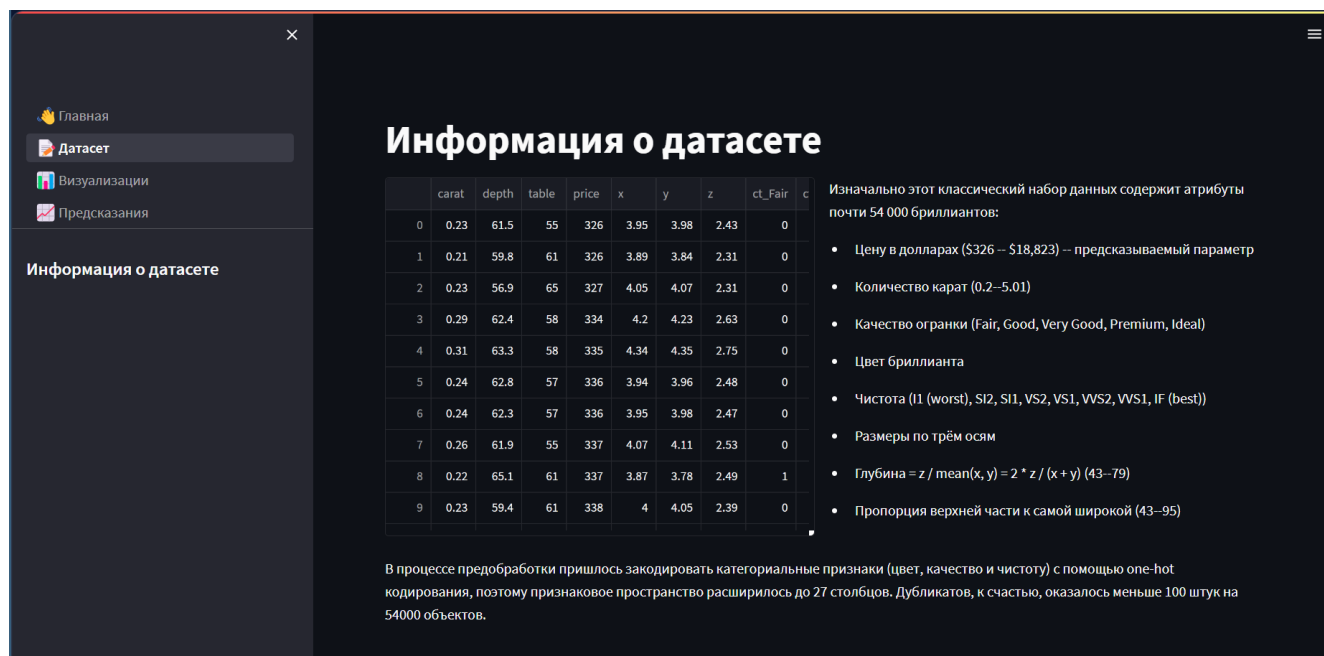 ×
Главная
Датасет
Визуализации
Предсказания
Информация о датасете
Информация о датасете
carat depth table price x y z ct_Fair c
0 0.23 61.5 55 326 3.95 3.98 2.43 0
1 0.21 59.8 61 326 3.89 3.84 2.31 0
2 0.23 56.9 65 327 4.05 4.07 2.31 0
3 0.29 62.4 58 334 4.2 4.23 2.63 0
4 0.31 63.3 58 335 4.34 4.35 2.75 0
5 0.24 62.8 57 336 3.94 3.96 2.48 0
6 0.24 62.3 57 336 3.95 3.98 2.47 0
7 0.26 61.9 55 337 4.07 4.11 2.53 0
8 0.22 65.1 61 337 3.87 3.78 2.49 1
9 0.23 59.4 61 338 4 4.05 2.39 0
Изначально этот классический набор данных содержит атрибуты
почти 54 000 бриллиантов:
• Цену в долларах ($326 -- $18,823) -- предсказываемый параметр
• Количество карат (0.2--5.01)
• Качество огранки (Fair, Good, Very Good, Premium, Ideal)
• Цвет бриллианта
• Чистота (I1 (worst), SI2, SI1, VS2, VS1, VVS2, VVS1, IF (best))
• Размеры по трём осям
• Глубина = z / mean(x, y) = 2 * z / (x + y) (43--79)
• Пропорция верхней части к самой широкой (43--95)
В процессе предобработки пришлось закодировать категориальные признаки (цвет, качество и чистоту) с помощью one-hot
кодирования, поэтому признаковое пространство расширилось до 27 столбцов. Дубликатов, к счастью, оказалось меньше 100 штук на
54000 объектов.